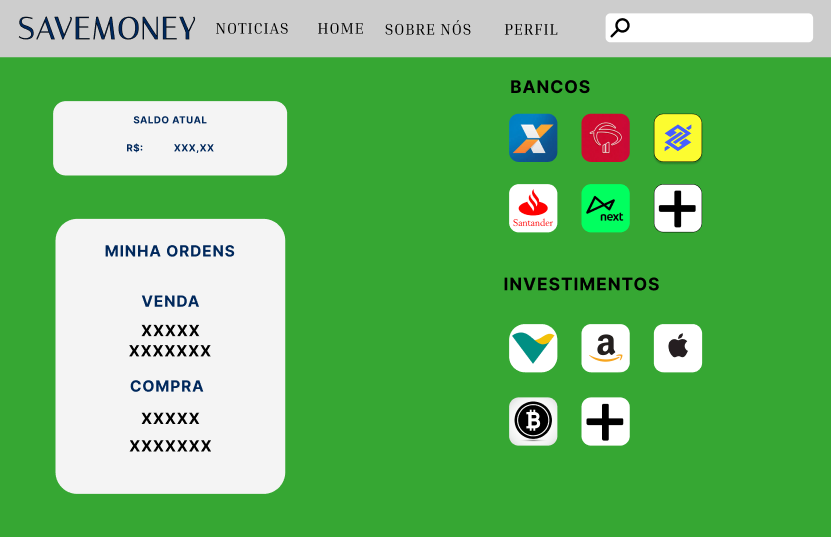 SAVEMONEY
NOTICIAS HOME SOBRE NÓS PERFIL
SALDO ATUAL
R$: XXX,XX
MINHA ORDENS
VENDA
XXXXX
XXXXXXX
COMPRA
XXXXX
XXXXXXX
BANCOS
Santander
next
INVESTIMENTOS
a